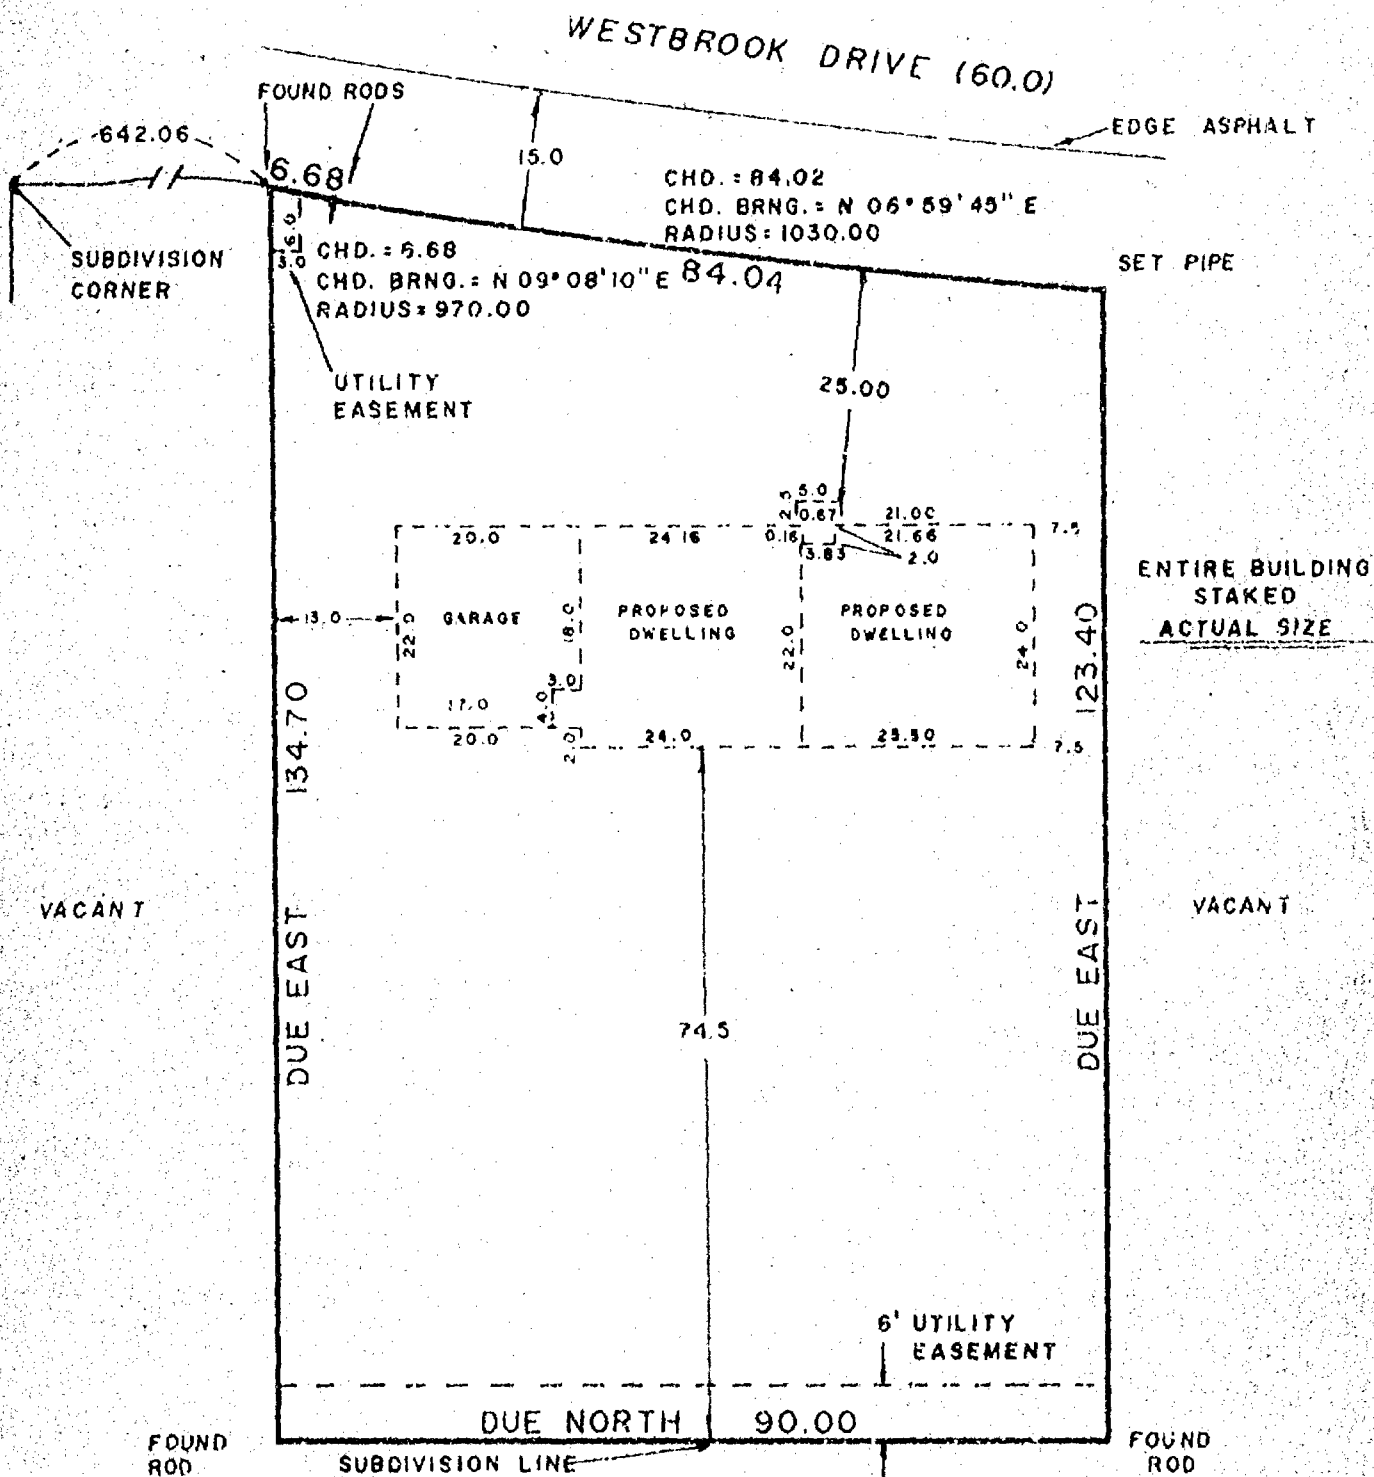 WESTBROOK DRIVE (60.0)
FOUND RODS
EDGE ASPHALT
642.06
15.0
6.68
CHD. = 84.02
CHD. BRNG. = N 06°59'45" E
RADIUS = 1030.00
6.0
3.0
SUBDIVISION
CORNER
CHD. = 6.68
CHD. BRNG. = N 09°08'10" E
RADIUS = 970.00
84.04
SET PIPE
UTILITY
EASEMENT
25.00
5.0
2.5
0.67
21.00
7.5
20.0
24.16
0.16
21.66
3.83
2.0
ENTIRE BUILDING
STAKED
ACTUAL SIZE
13.0
22.0
GARAGE
18.0
PROPOSED
DWELLING
22.0
PROPOSED
DWELLING
24.0
123.40
134.70
3.0
4.0
17.0
20.0
2.0
24.0
25.50
7.5
VACANT
VACANT
DUE EAST
DUE EAST
74.5
6' UTILITY
EASEMENT
DUE NORTH 90.00
FOUND
ROD
SUBDIVISION LINE
FOUND
ROD